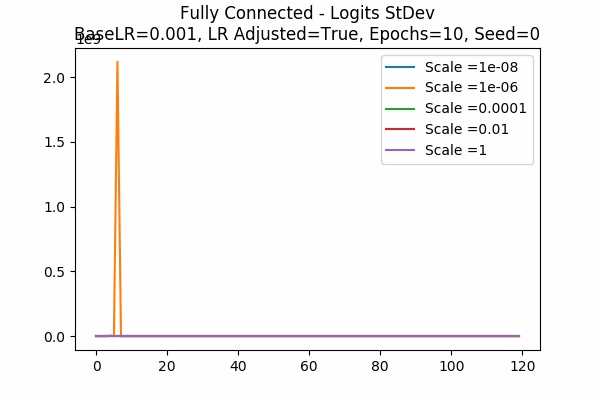 Fully Connected - Logits StDev
BaseLR=0.001, LR Adjusted=True, Epochs=10, Seed=0
1e9
Scale =1e-08
Scale =1e-06
Scale =0.0001
Scale =0.01
Scale =1
2.0
1.5
1.0
0.5
0.0
0 20 40 60 80 100 120